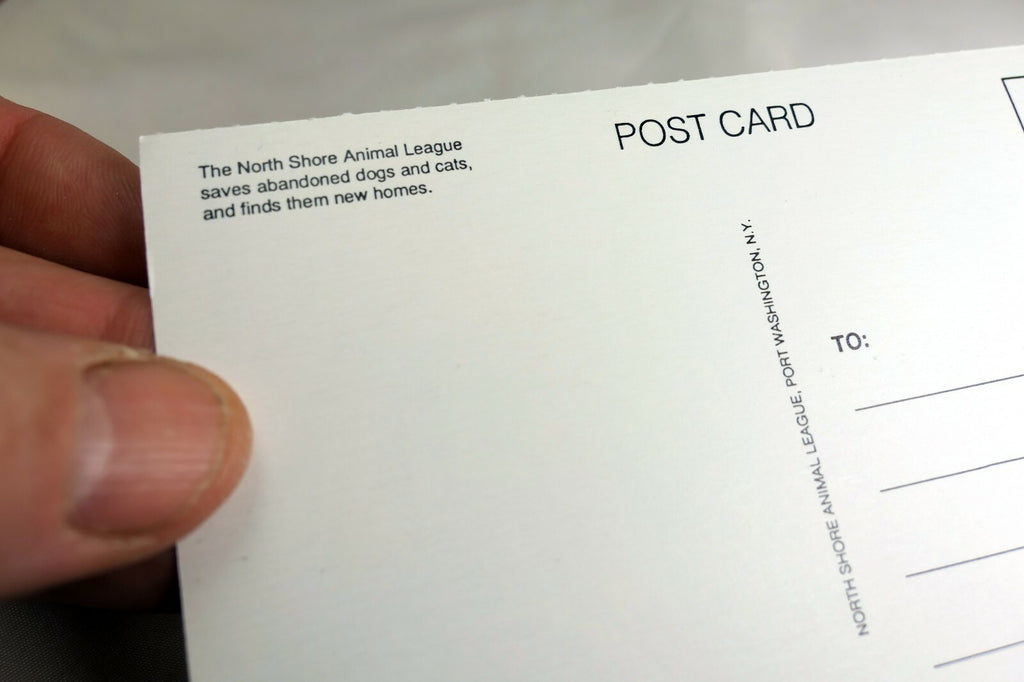 The North Shore Animal League
saves abandoned dogs and cats,
and finds them new homes.
POST CARD
NORTH SHORE ANIMAL LEAGUE, PORT WASHINGTON, N.Y.
TO: